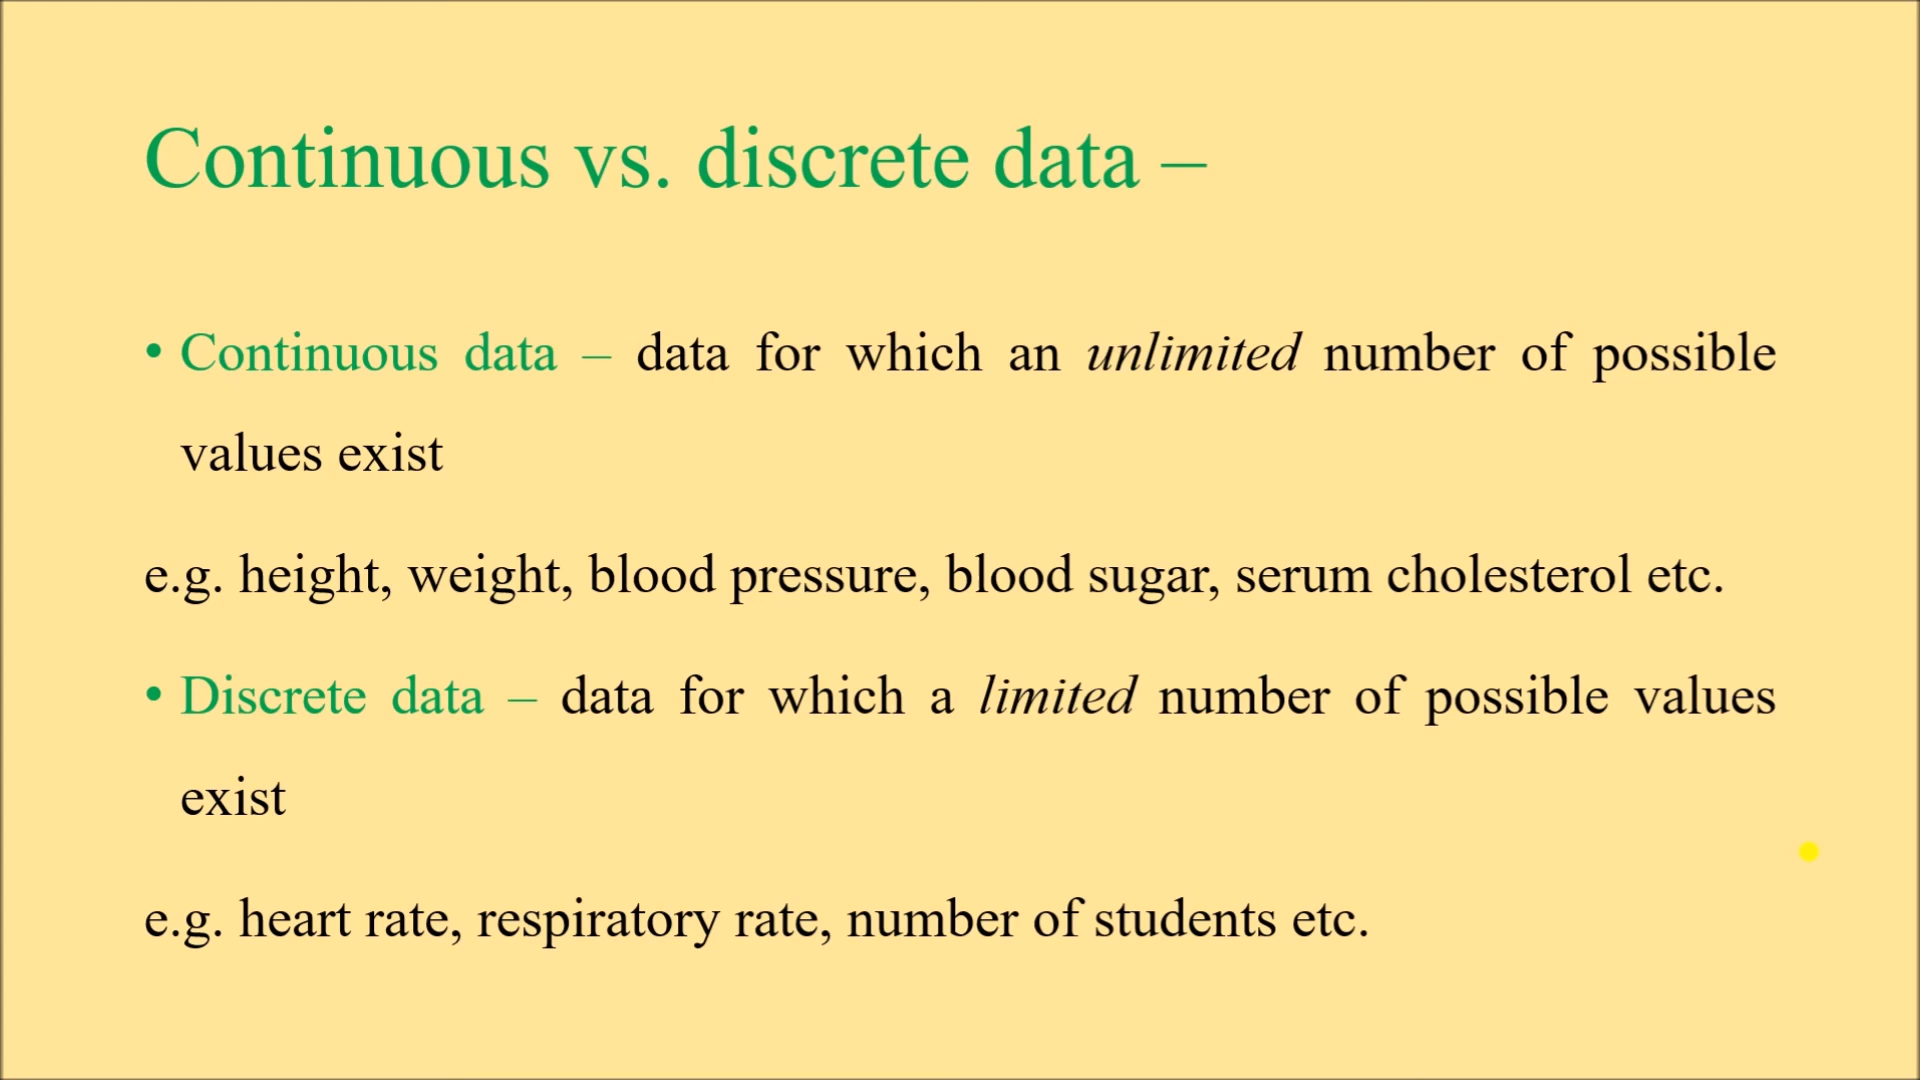 Continuous vs. discrete data –
• Continuous data – data for which an unlimited number of possible
values exist
e.g. height, weight, blood pressure, blood sugar, serum cholesterol etc.
• Discrete data – data for which a limited number of possible values
exist
e.g. heart rate, respiratory rate, number of students etc.